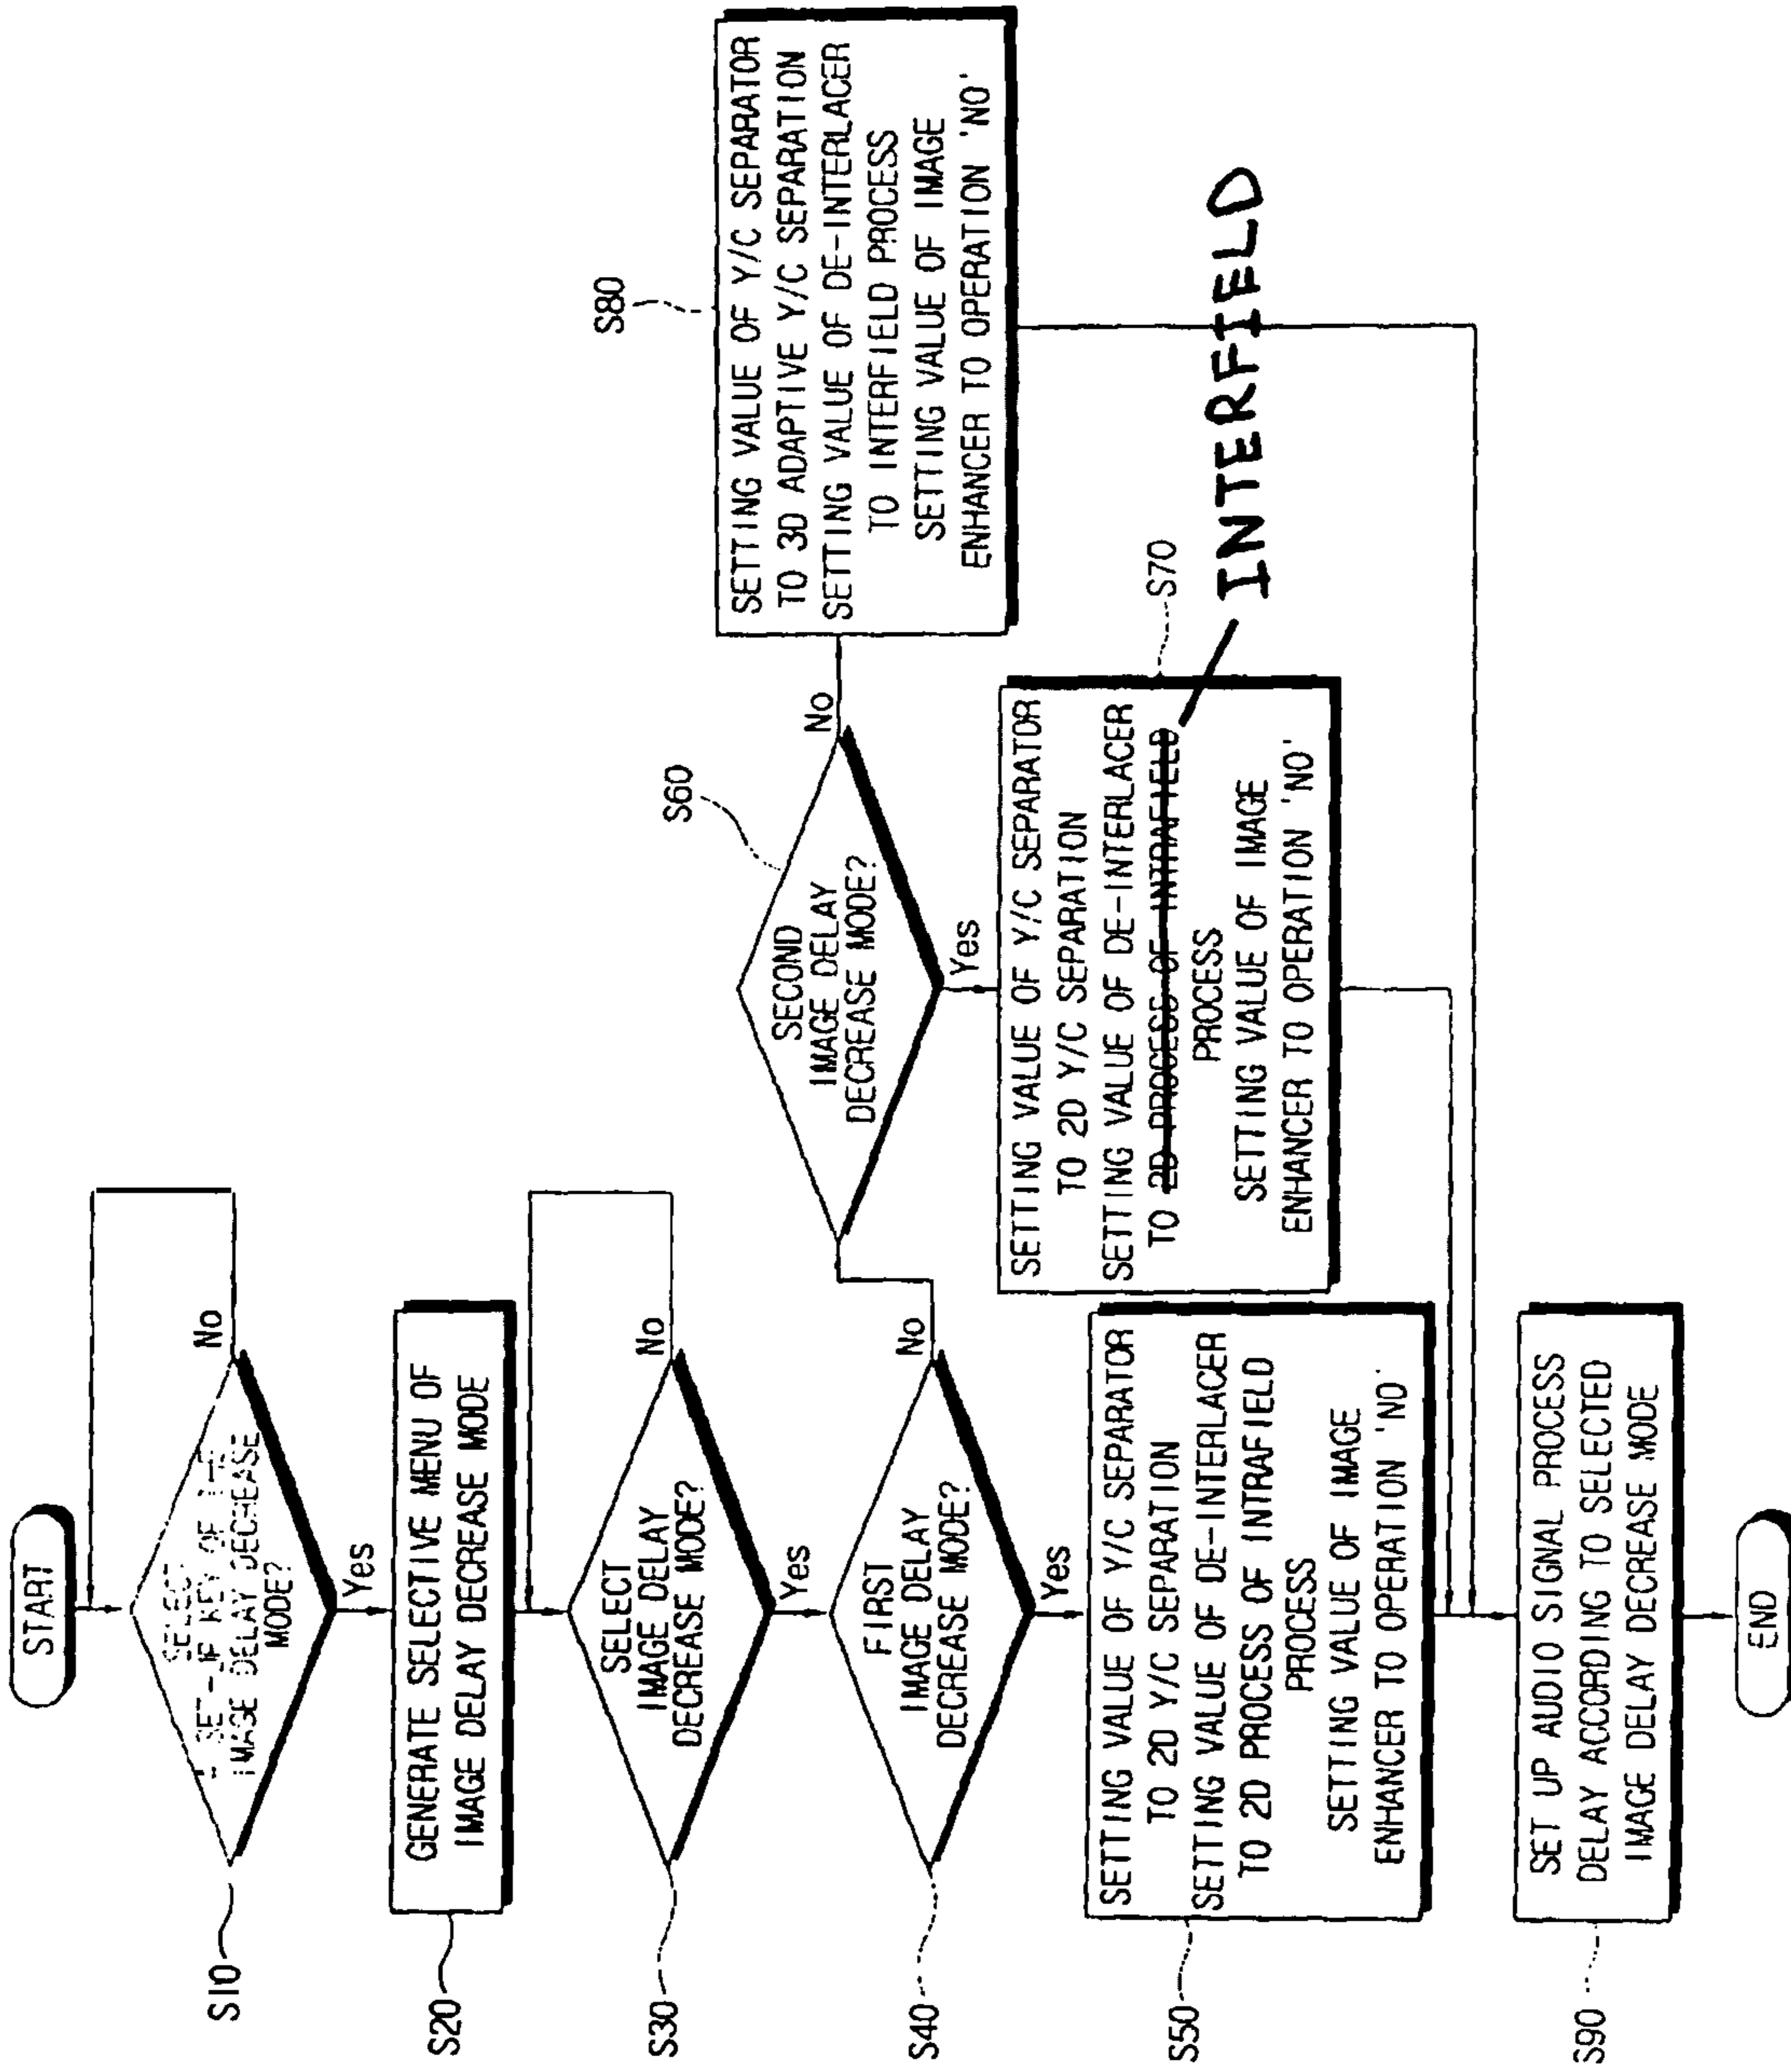 START
S10
SELECT
SET-UP KEY OF
IMAGE DELAY DECREASE
MODE?
No
Yes
S20
GENERATE SELECTIVE MENU OF
IMAGE DELAY DECREASE MODE
S30
SELECT
IMAGE DELAY
DECREASE MODE?
No
Yes
S40
FIRST
IMAGE DELAY
DECREASE MODE?
No
Yes
S50
SETTING VALUE OF Y/C SEPARATOR
TO 2D Y/C SEPARATION
SETTING VALUE OF DE-INTERLACER
TO 2D PROCESS OF INTRAFIELD
PROCESS
SETTING VALUE OF IMAGE
ENHANCER TO OPERATION 'NO'
S60
SECOND
IMAGE DELAY
DECREASE MODE?
No
Yes
S70
SETTING VALUE OF Y/C SEPARATOR
TO 2D Y/C SEPARATION
SETTING VALUE OF DE-INTERLACER
TO 2D PROCESS OF INTRAFIELD
INTERFIELD
PROCESS
SETTING VALUE OF IMAGE
ENHANCER TO OPERATION 'NO'
S80
SETTING VALUE OF Y/C SEPARATOR
TO 3D ADAPTIVE Y/C SEPARATION
SETTING VALUE OF DE-INTERLACER
TO INTERFIELD PROCESS
SETTING VALUE OF IMAGE
ENHANCER TO OPERATION 'NO'
S90
SET UP AUDIO SIGNAL PROCESS
DELAY ACCORDING TO SELECTED
IMAGE DELAY DECREASE MODE
END